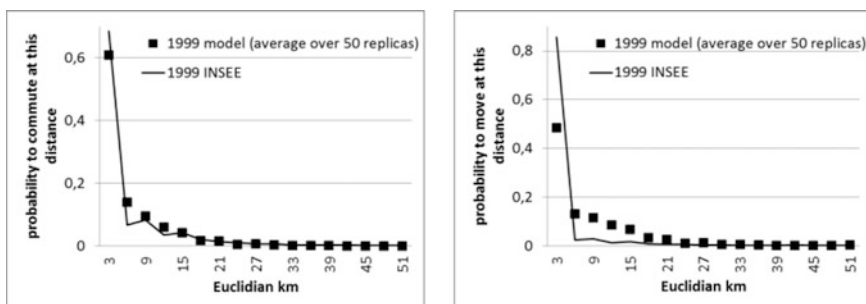 probability to commute at this
distance
0,6
0,4
0,2
0
1999 model (average over 50 replicas)
1999 INSEE
3
9
15
21
27
33
39
45
51
Euclidian km
probability to move at this
distance
0,8
0,6
0,4
0,2
0
1999 model (average over 50 replicas)
1999 INSEE
3
9
15
21
27
33
39
45
51
Euclidian km